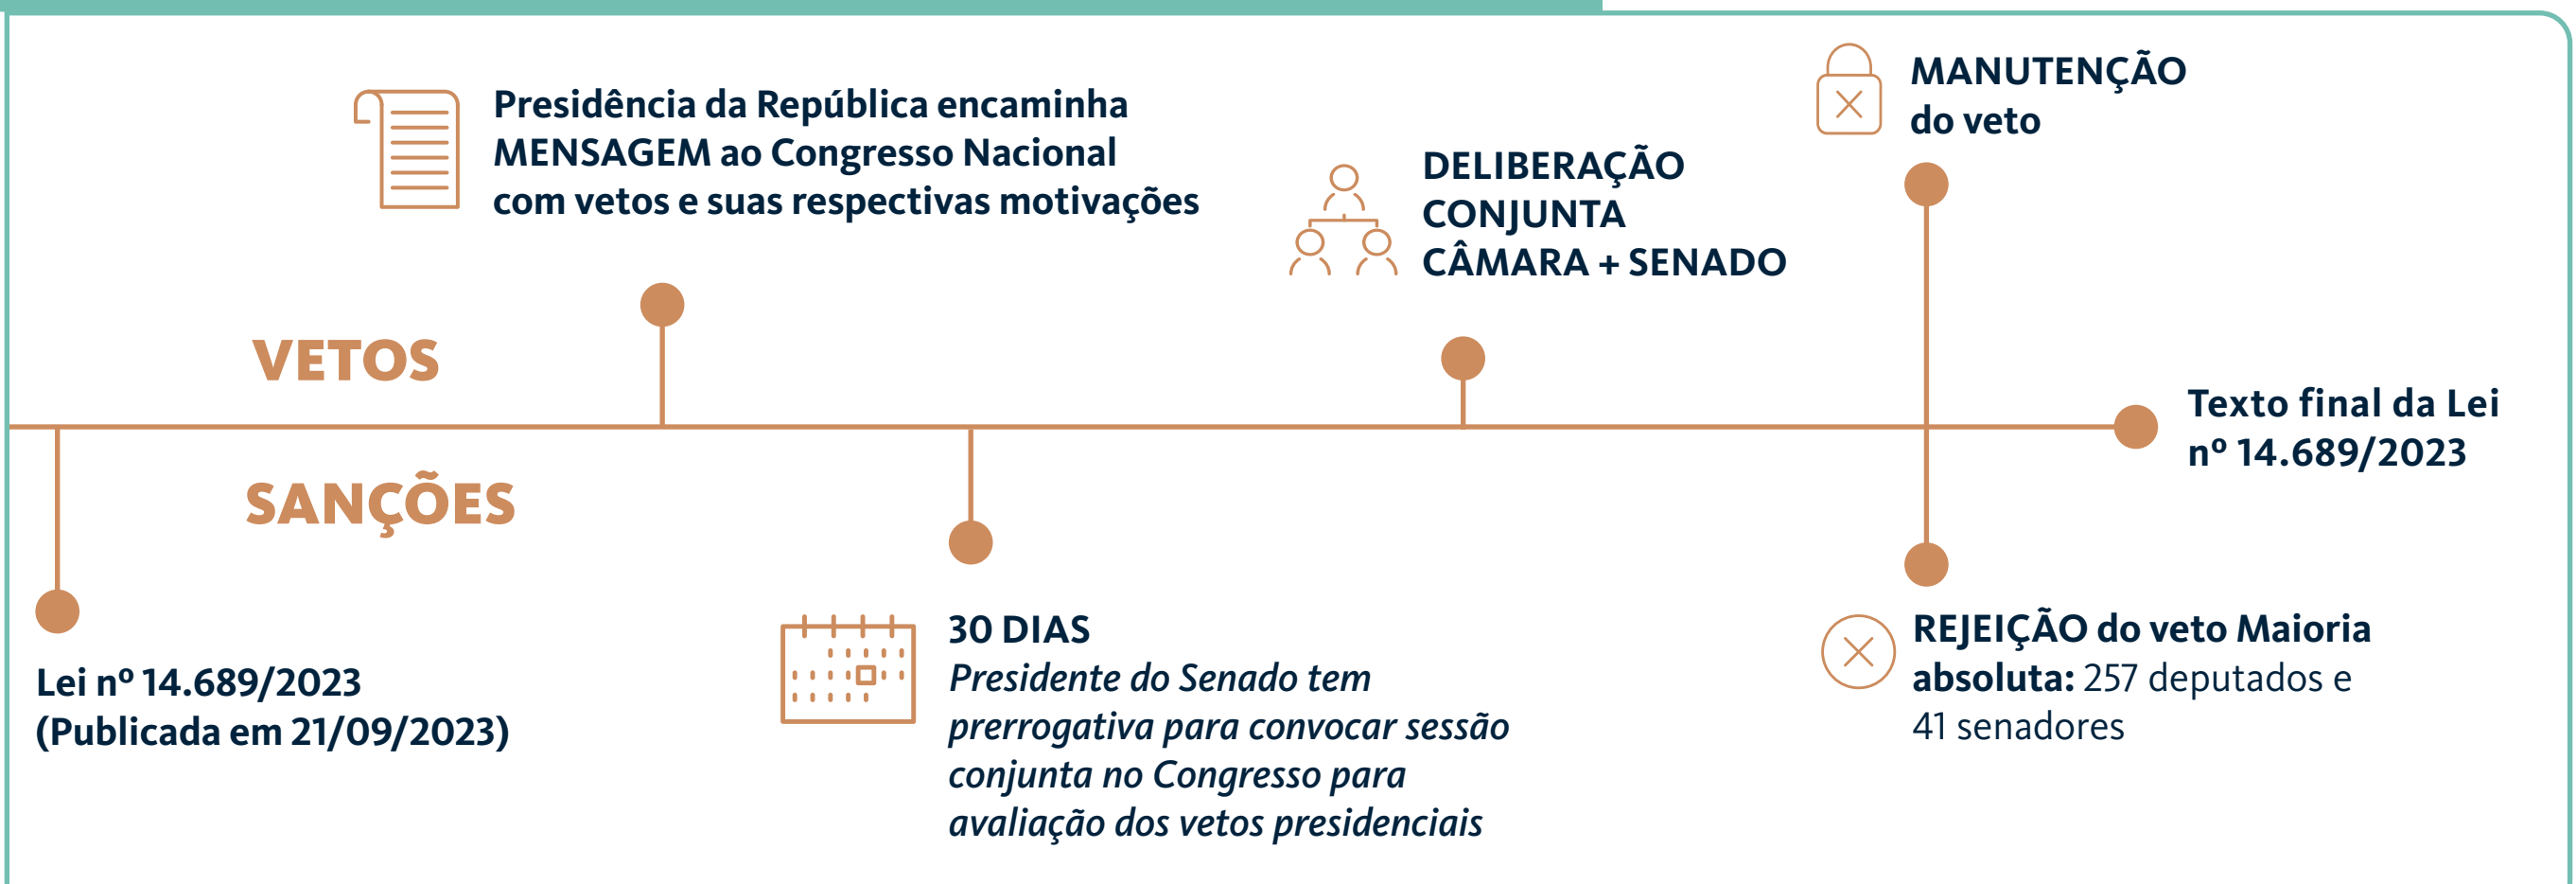 Presidência da República encaminha
MENSAGEM ao Congresso Nacional
com vetos e suas respectivas motivações
DELIBERAÇÃO
CONJUNTA
CÂMARA + SENADO
MANUTENÇÃO
do veto
VETOS
SANÇÕES
Texto final da Lei
nº 14.689/2023
Lei nº 14.689/2023
(Publicada em 21/09/2023)
30 DIAS
Presidente do Senado tem
prerrogativa para convocar sessão
conjunta no Congresso para
avaliação dos vetos presidenciais
REJEIÇÃO do veto Maioria
absoluta: 257 deputados e
41 senadores